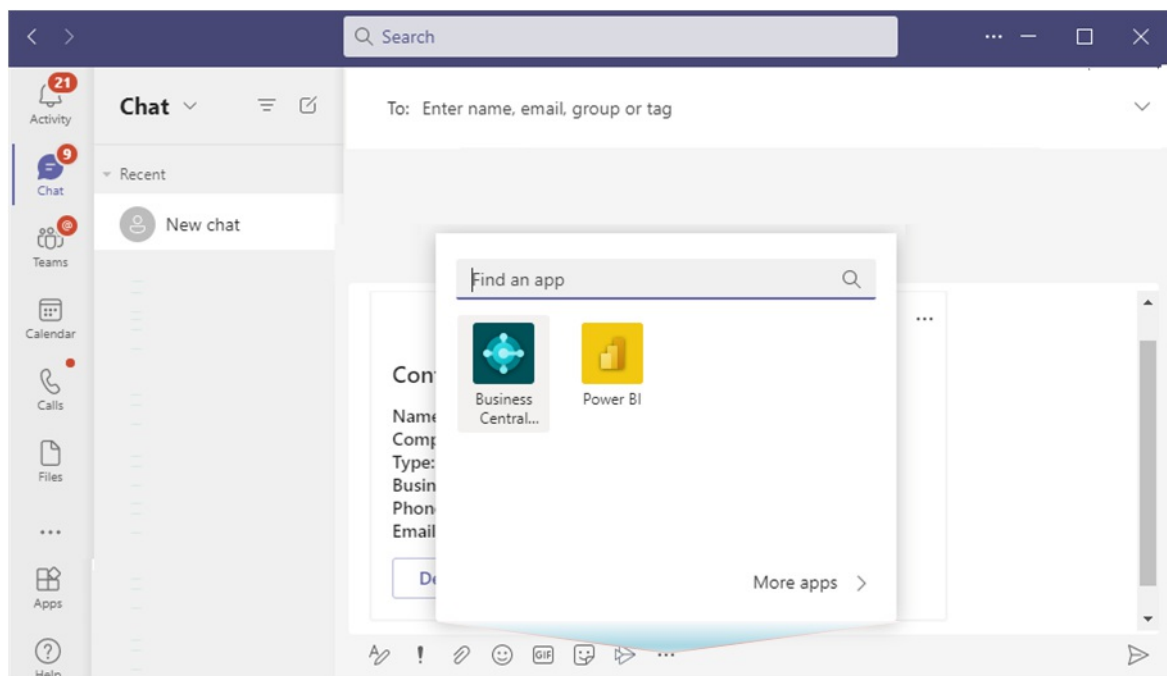 Search
21
Activity
Chat
To: Enter name, email, group or tag
9
Chat
Recent
New chat
@
Teams
Find an app
Calendar
Business
Central...
Power BI
Calls
Con
Name
Comp
Type:
Busin
Phon
Email
Files
De
More apps
Apps
GIF
Help